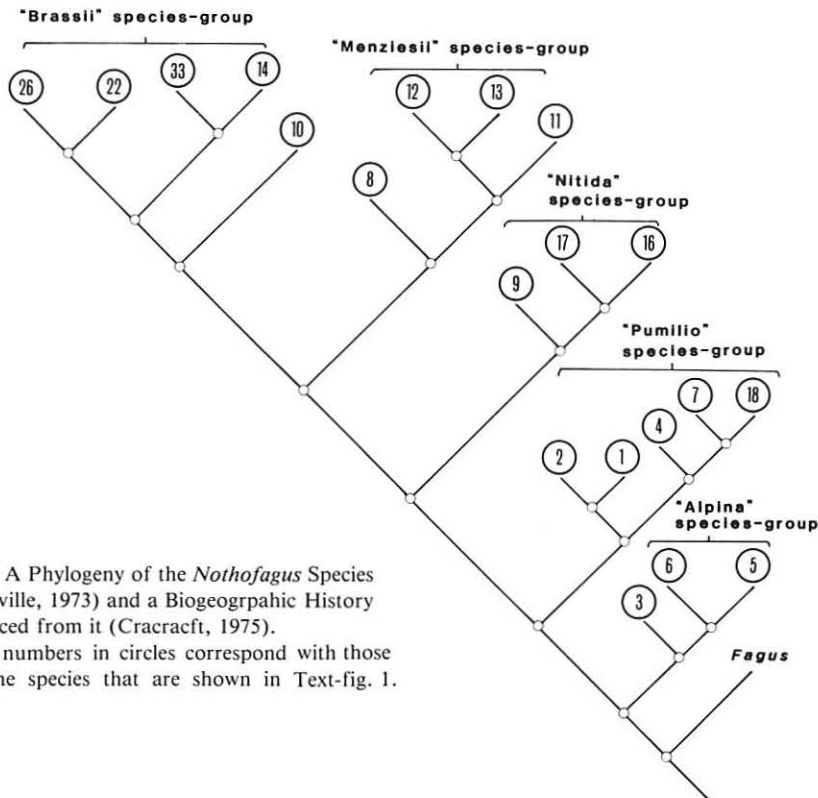 "Brassii" species-group
26
22
33
14
10
"Menziesii" species-group
12
13
11
8
"Nitida"
species-group
17
16
9
"Pumilio"
species-group
7
18
4
2
1
"Alpina"
species-group
6
5
3
Fagus
A Phylogeny of the Nothofagus Species
ville, 1973) and a Biogeogrpahic History
ced from it (Cracracft, 1975).
numbers in circles correspond with those
e species that are shown in Text-fig. 1.